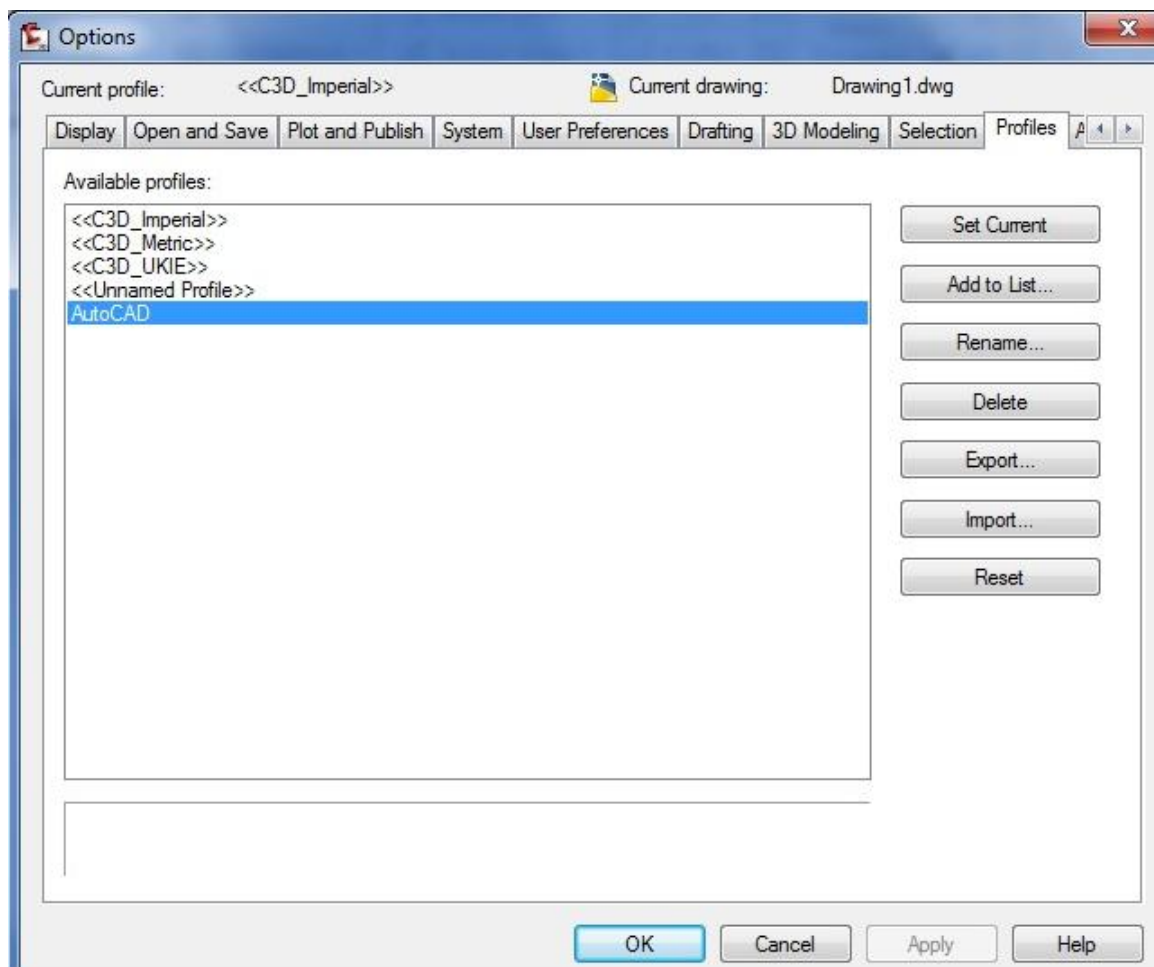 Options
Current profile: <<C3D_Imperial>> Current drawing: Drawing1.dwg
Display Open and Save Plot and Publish System User Preferences Drafting 3D Modeling Selection Profiles
Available profiles:
<<C3D_Imperial>>
<<C3D_Metric>>
<<C3D_UKIE>>
<<Unnamed Profile>>
AutoCAD
Set Current
Add to List...
Rename...
Delete
Export...
Import...
Reset
OK Cancel Apply Help